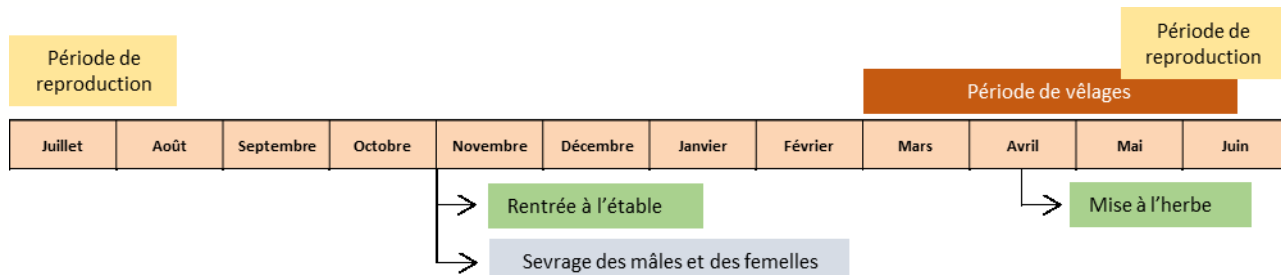 Période de
reproduction
Période de
reproduction
Période de vêlages
Juillet
Août
Septembre
Octobre
Novembre
Décembre
Janvier
Février
Mars
Avril
Mai
Juin
Rentrée à l'étable
Mise à l'herbe
Sevrage des mâles et des femelles